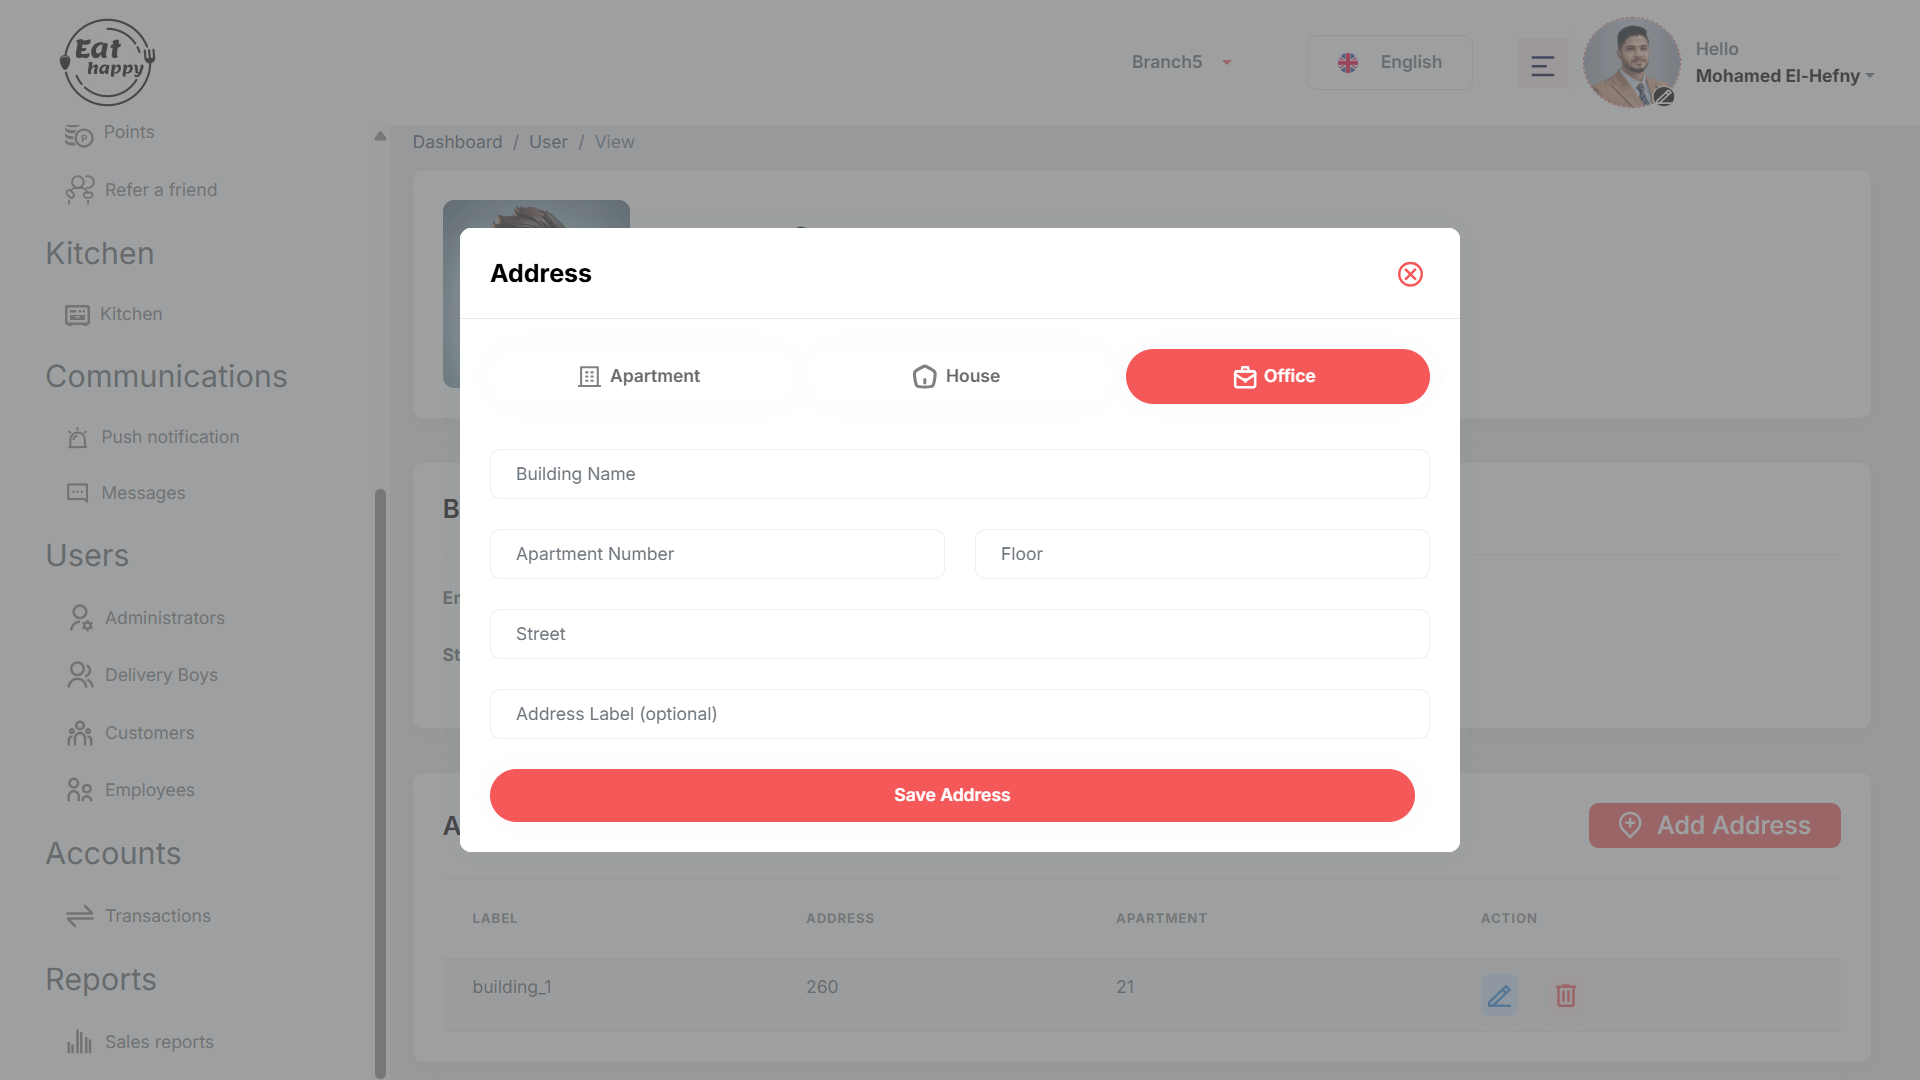 Eat
happy
Branch5
English
Hello
Mohamed El-Hefny
Points
Refer a friend
Kitchen
Kitchen
Communications
Push notification
Messages
Users
Administrators
Delivery Boys
Customers
Employees
Accounts
Transactions
Reports
Sales reports
Dashboard / User / View
Address
Apartment
House
Office
Building Name
Apartment Number
Floor
Street
Address Label (optional)
Save Address
Add Address
LABEL ADDRESS APARTMENT ACTION
building_1 260 21